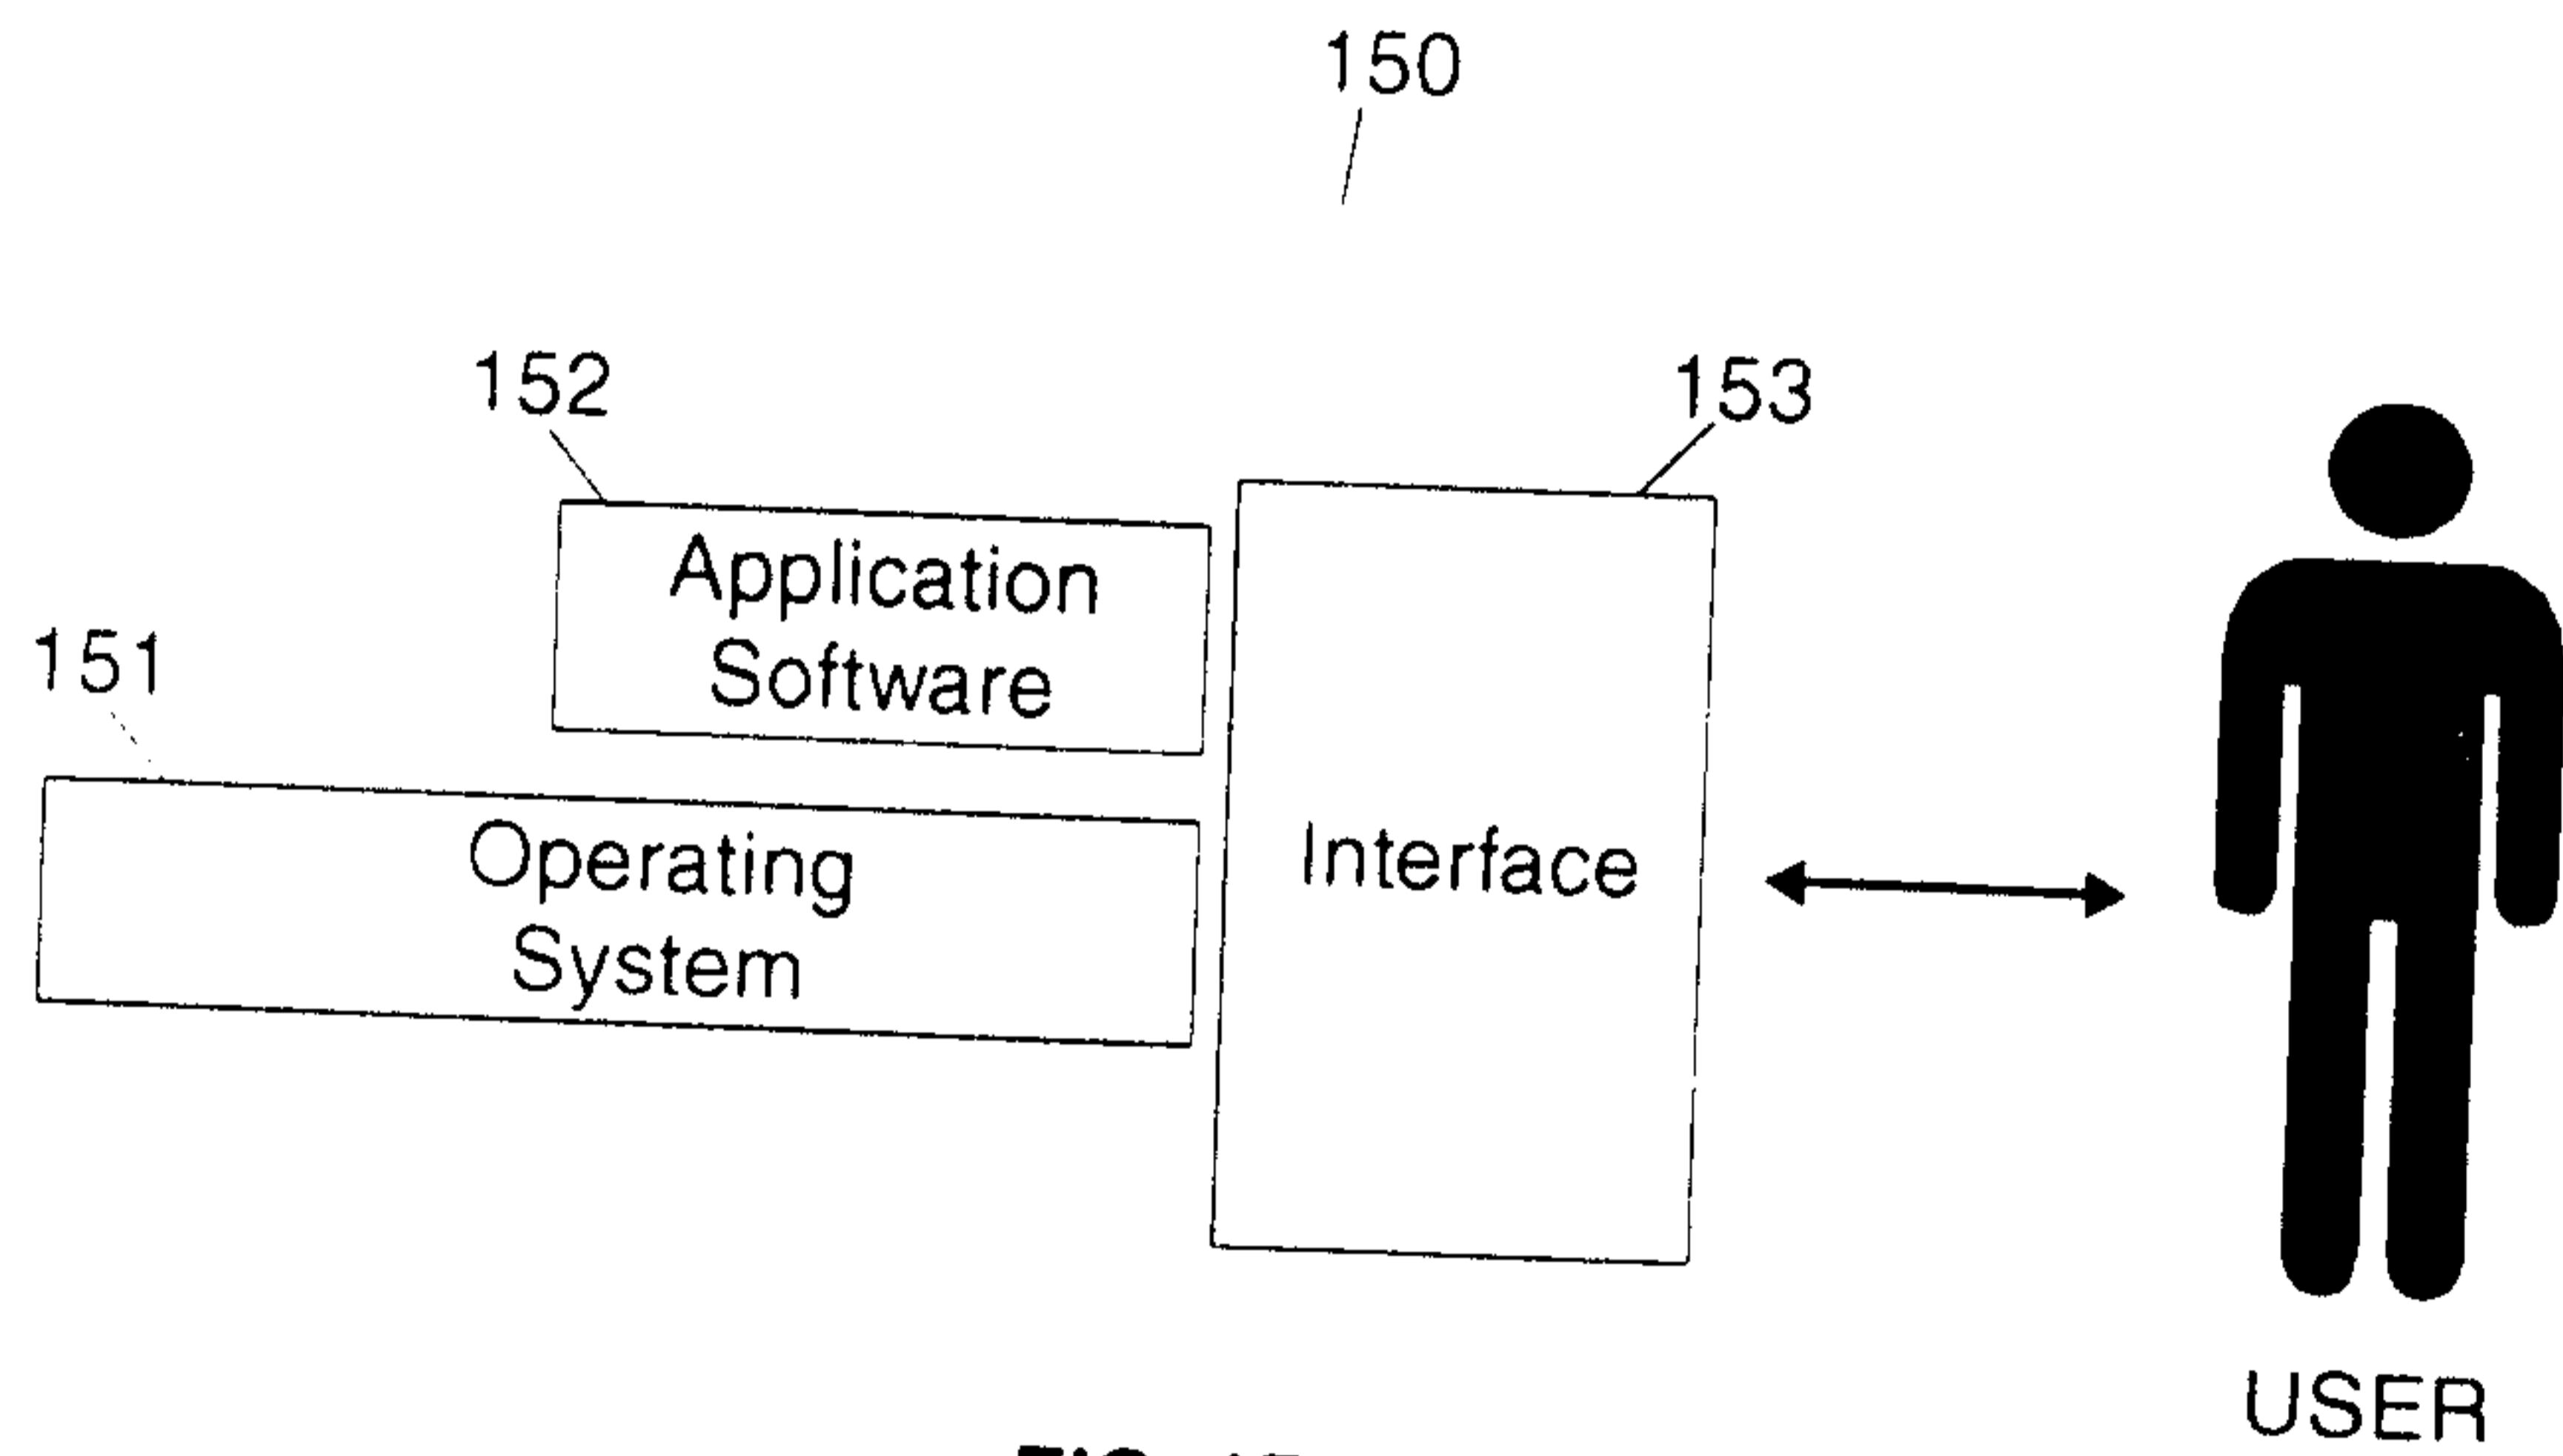 150
152
153
Application
Software
151
Operating
System
Interface
USER